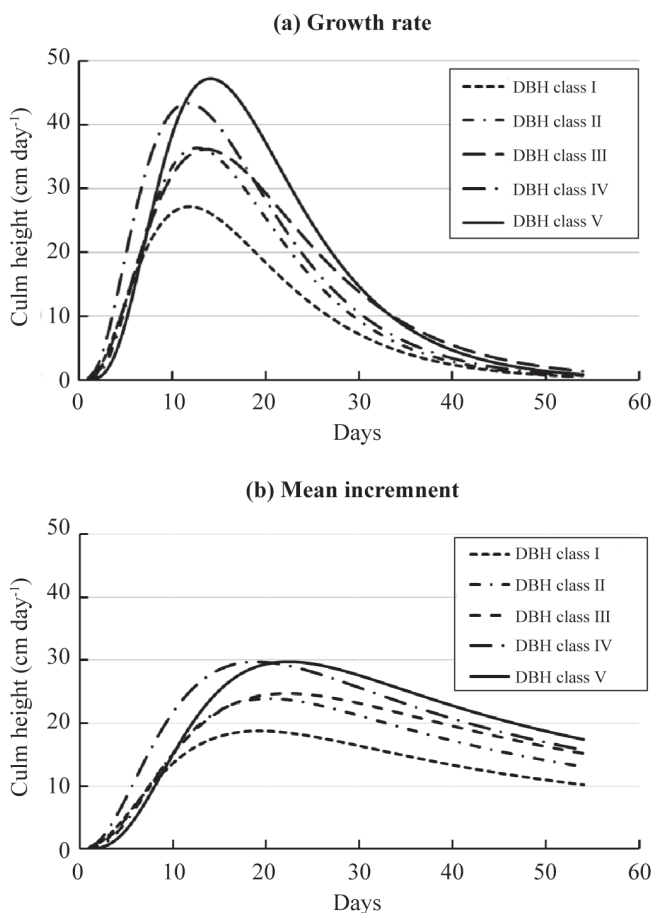 (a) Growth rate
50
40
30
20
10
0
Culm height (cm day-1)
DBH class I
DBH class II
DBH class III
DBH class IV
DBH class V
0 10 20 30 40 50 60
Days
(b) Mean incremnent
50
40
30
20
10
0
Culm height (cm day-1)
DBH class I
DBH class II
DBH class III
DBH class IV
DBH class V
0 10 20 30 40 50 60
Days